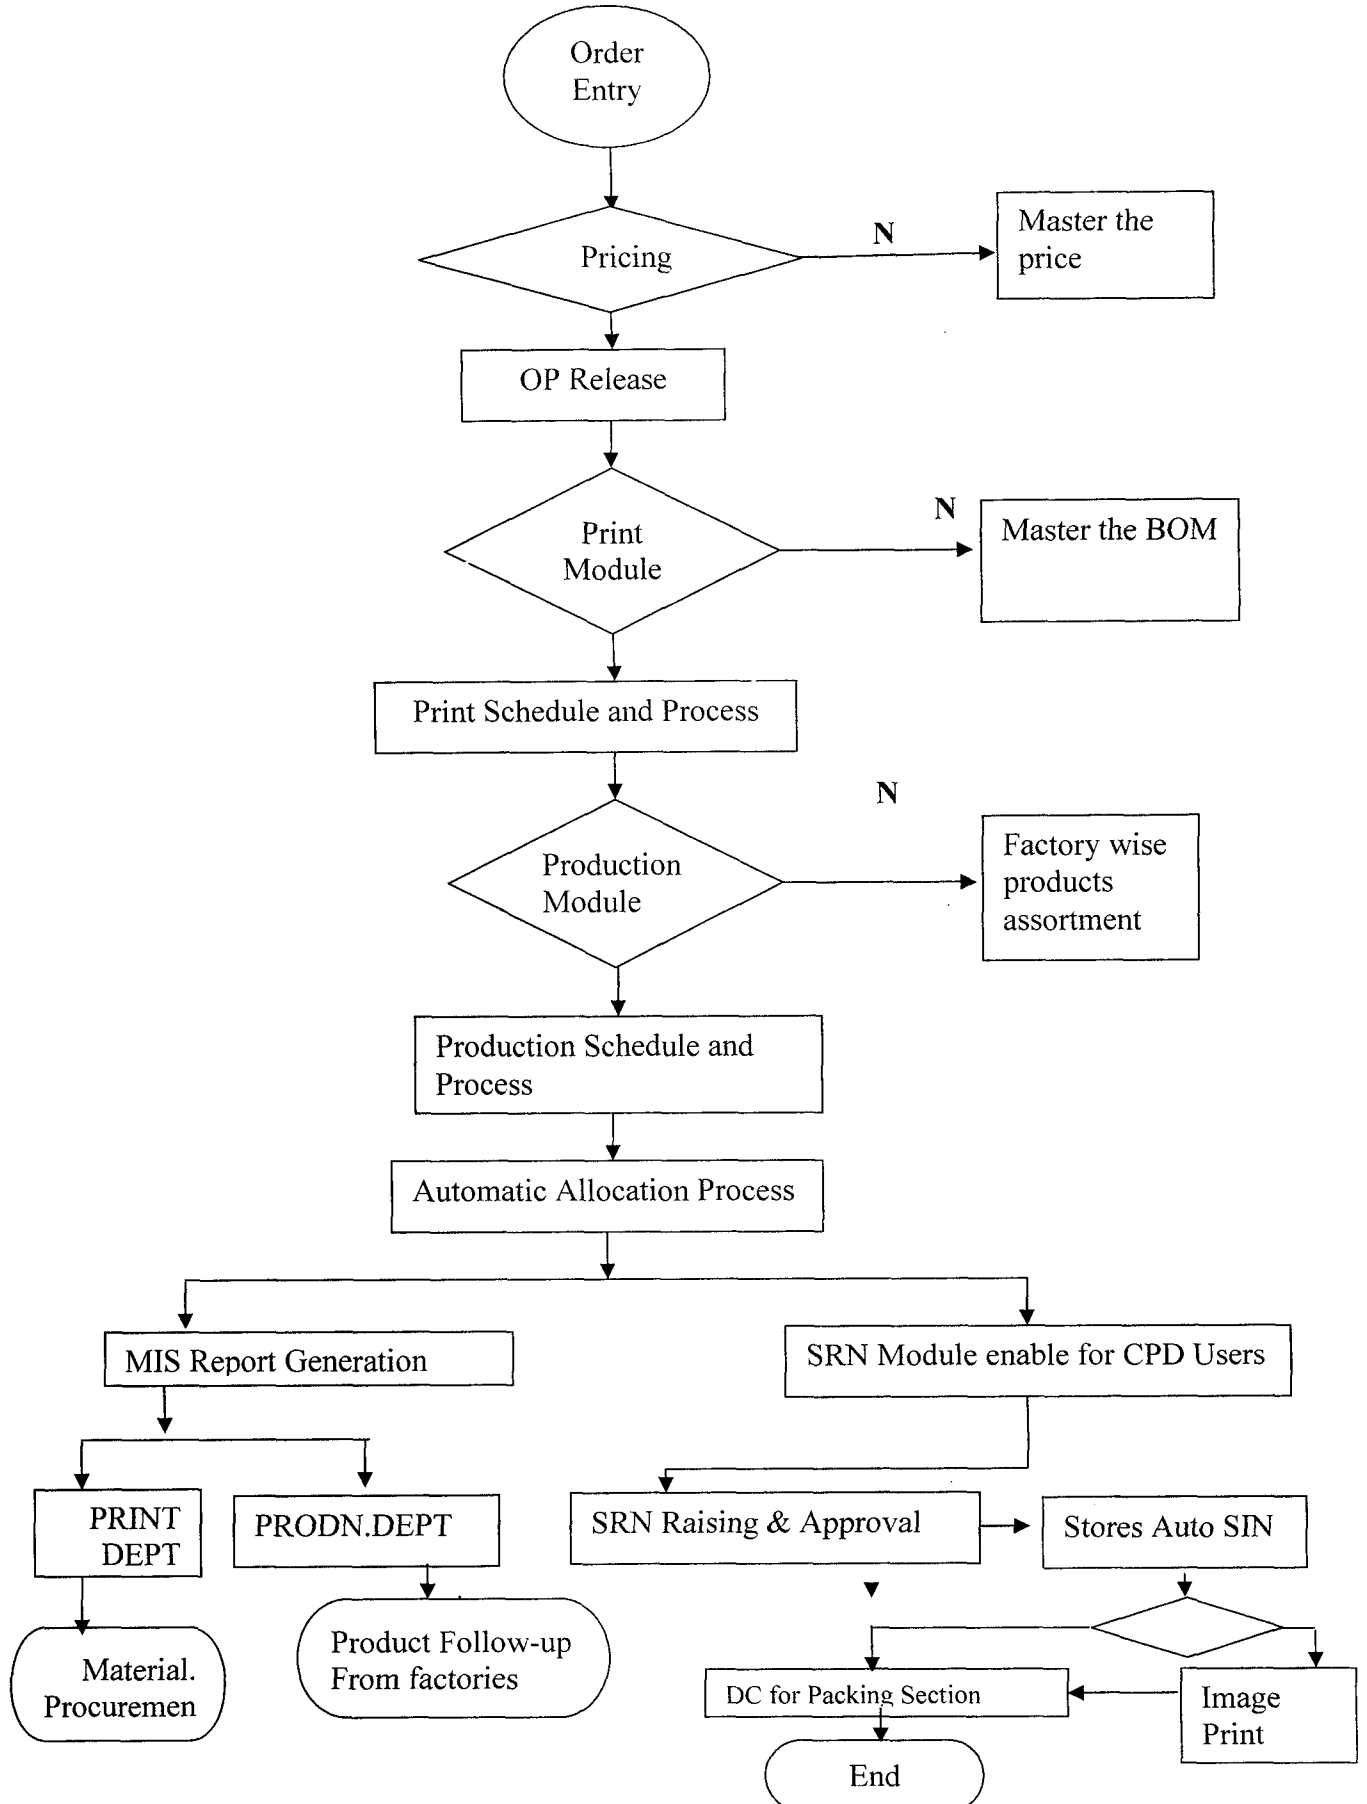 Order
Entry
N
Pricing
Master the
price
OP Release
N
Print
Module
Master the BOM
Print Schedule and Process
N
Production
Module
Factory wise
products
assortment
Production Schedule and
Process
Automatic Allocation Process
MIS Report Generation
SRN Module enable for CPD Users
PRINT
DEPT
PRODN.DEPT
SRN Raising & Approval
Stores Auto SIN
Material.
Procuremen
Product Follow-up
From factories
DC for Packing Section
Image
Print
End